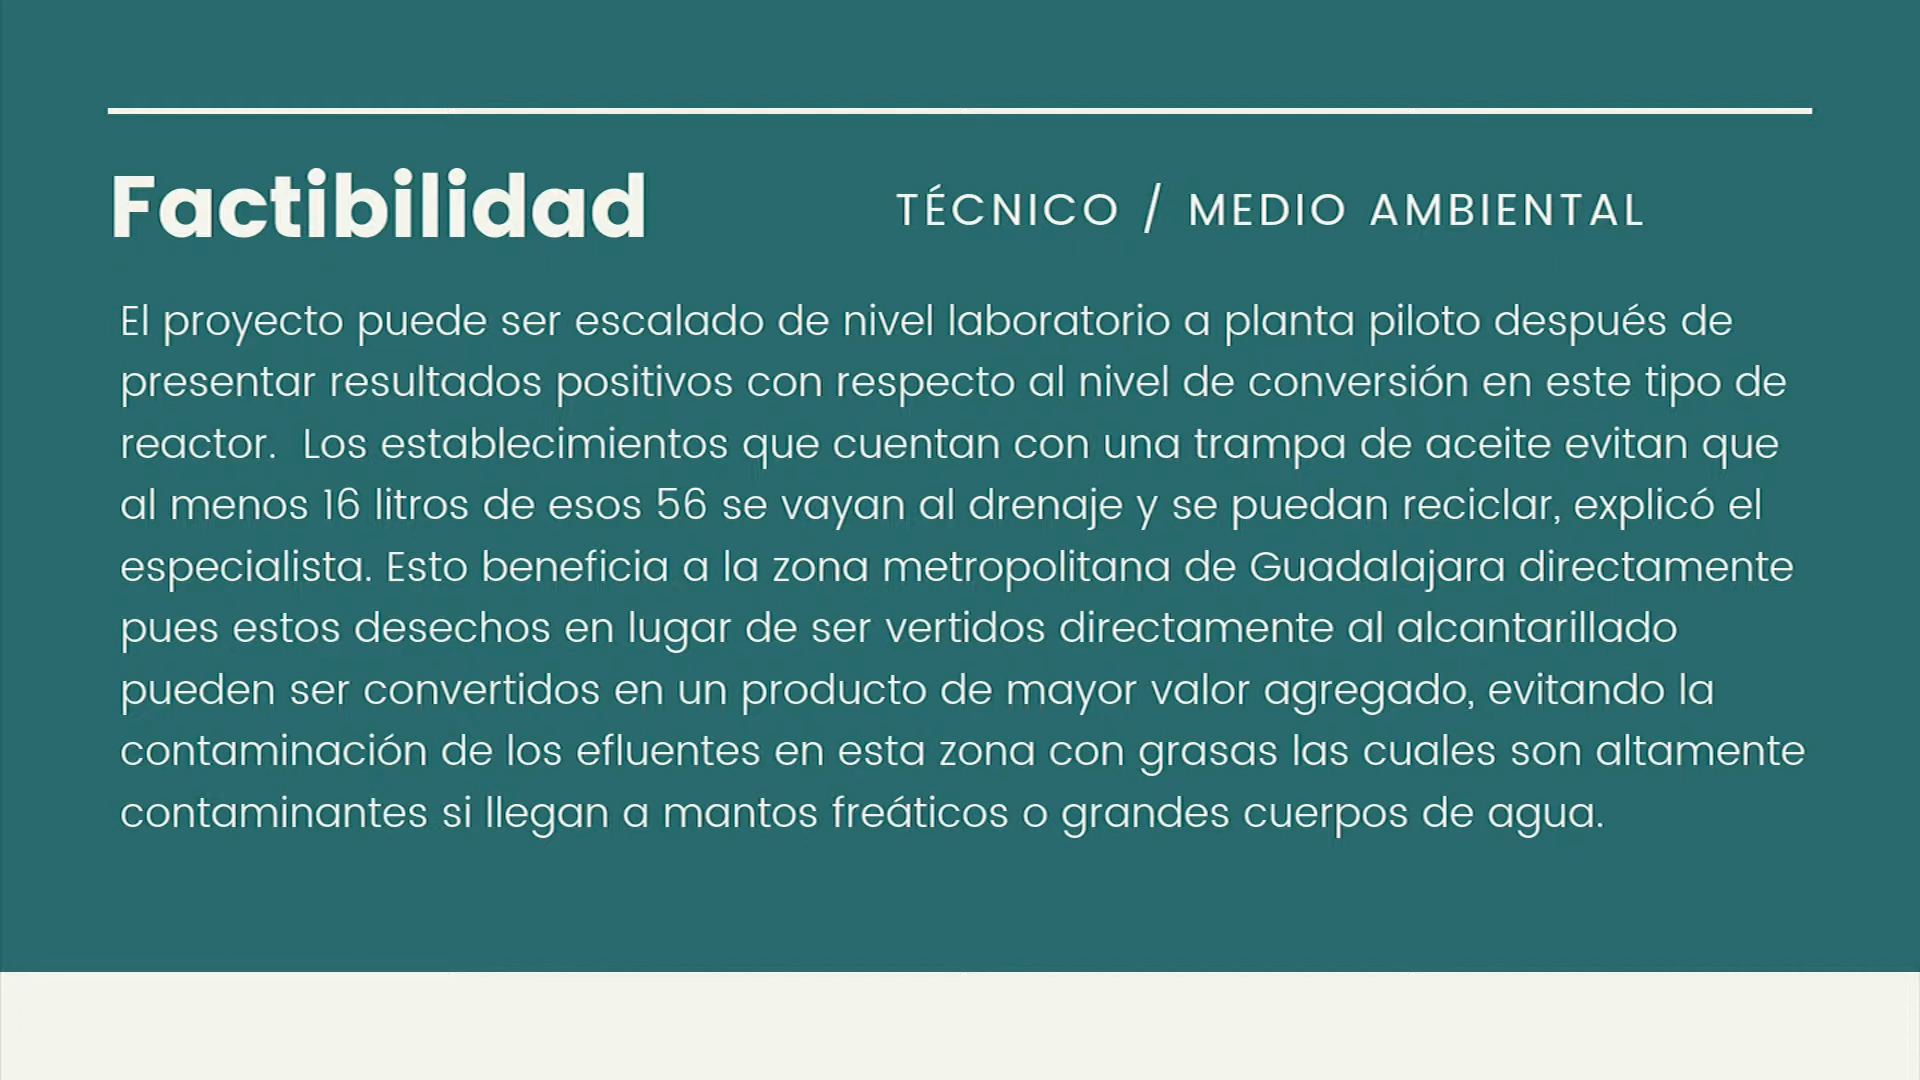 Factibilidad
TÉCNICO / MEDIO AMBIENTAL
El proyecto puede ser escalado de nivel laboratorio a planta piloto después de
presentar resultados positivos con respecto al nivel de conversión en este tipo de
reactor.  Los establecimientos que cuentan con una trampa de aceite evitan que
al menos 16 litros de esos 56 se vayan al drenaje y se puedan reciclar, explicó el
especialista. Esto beneficia a la zona metropolitana de Guadalajara directamente
pues estos desechos en lugar de ser vertidos directamente al alcantarillado
pueden ser convertidos en un producto de mayor valor agregado, evitando la
contaminación de los efluentes en esta zona con grasas las cuales son altamente
contaminantes si llegan a mantos freáticos o grandes cuerpos de agua.